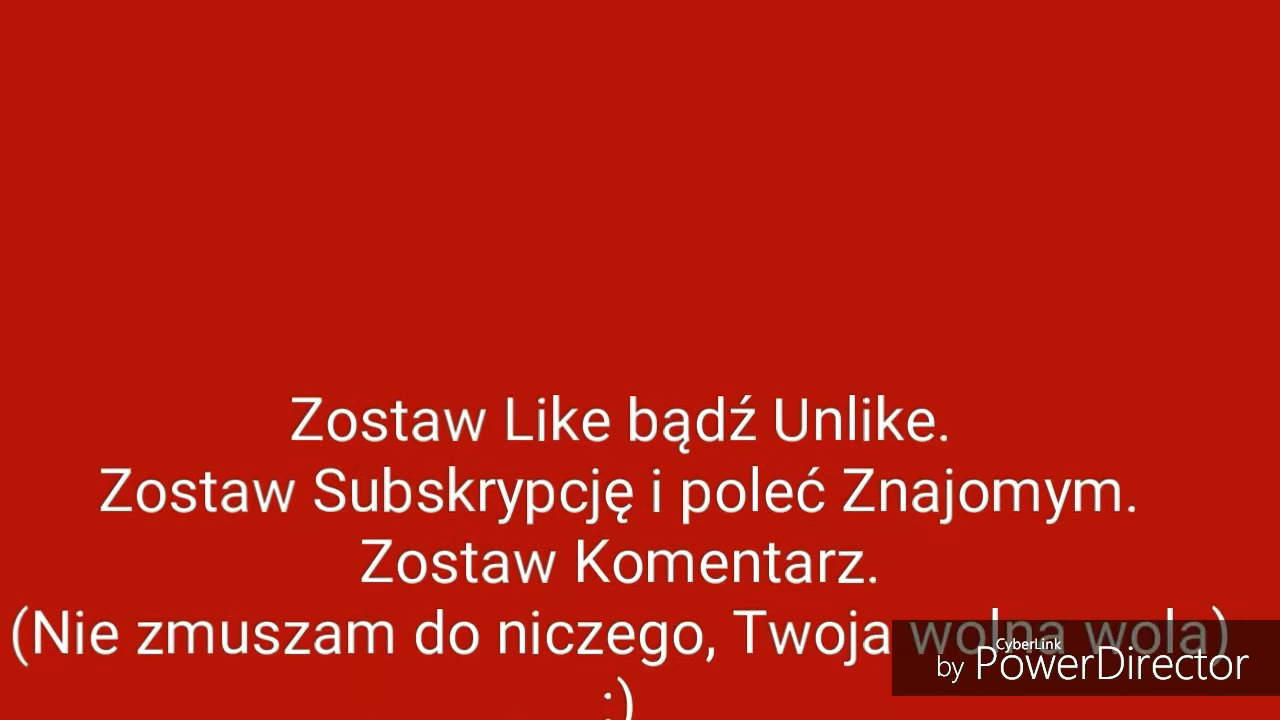 Zostaw Like bądź Unlike.
Zostaw Subskrypcję i poleć Znajomym.
Zostaw Komentarz.
(Nie zmuszam do niczego, Twoja wolna wola)
:)
CyberLink
by PowerDirector